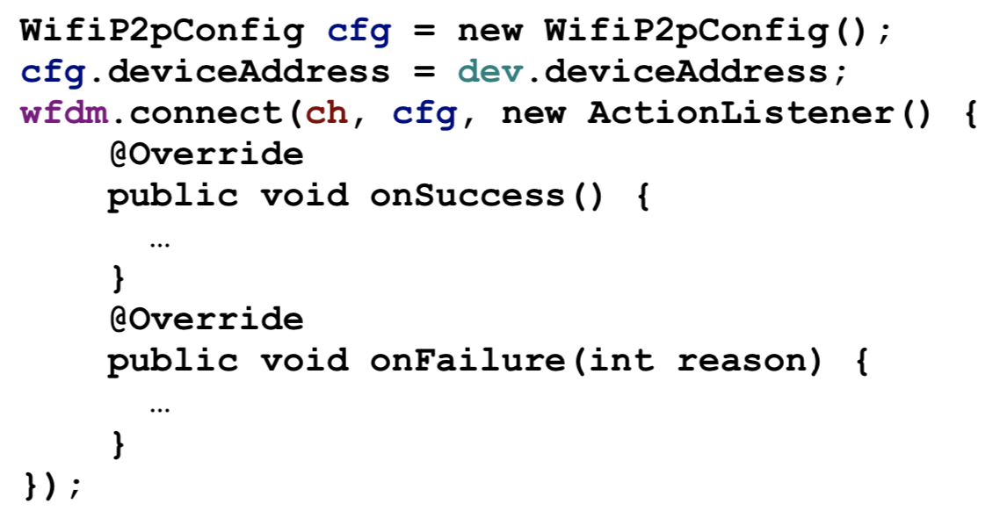 WifiP2pConfig cfg = new WifiP2pConfig();
cfg.deviceAddress = dev.deviceAddress;
wfdm.connect(ch, cfg, new ActionListener() {
    @Override
    public void onSuccess() {
      …
    }
    @Override
    public void onFailure(int reason) {
      …
    }
});